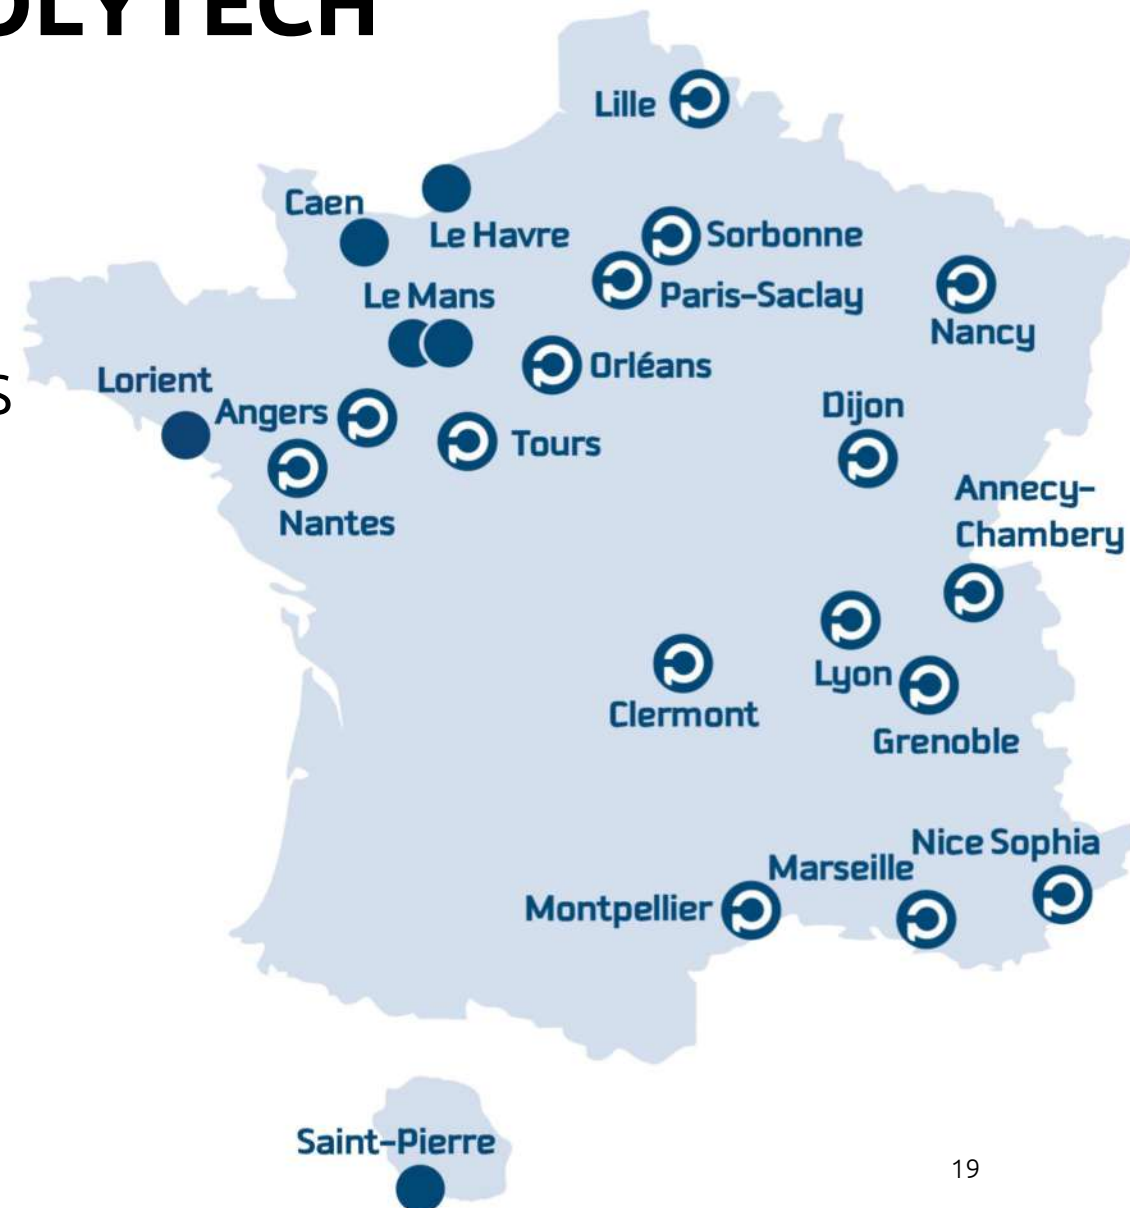 OLYTECH
Lille
Caen
Le Havre
Sorbonne
Paris-Saclay
Le Mans
Nancy
Orléans
Lorient
S
Angers
Dijon
Tours
Annecy-
Chambery
Nantes
Lyon
Clermont
Grenoble
Nice Sophia
Marseille
Montpellier
Saint-Pierre
19